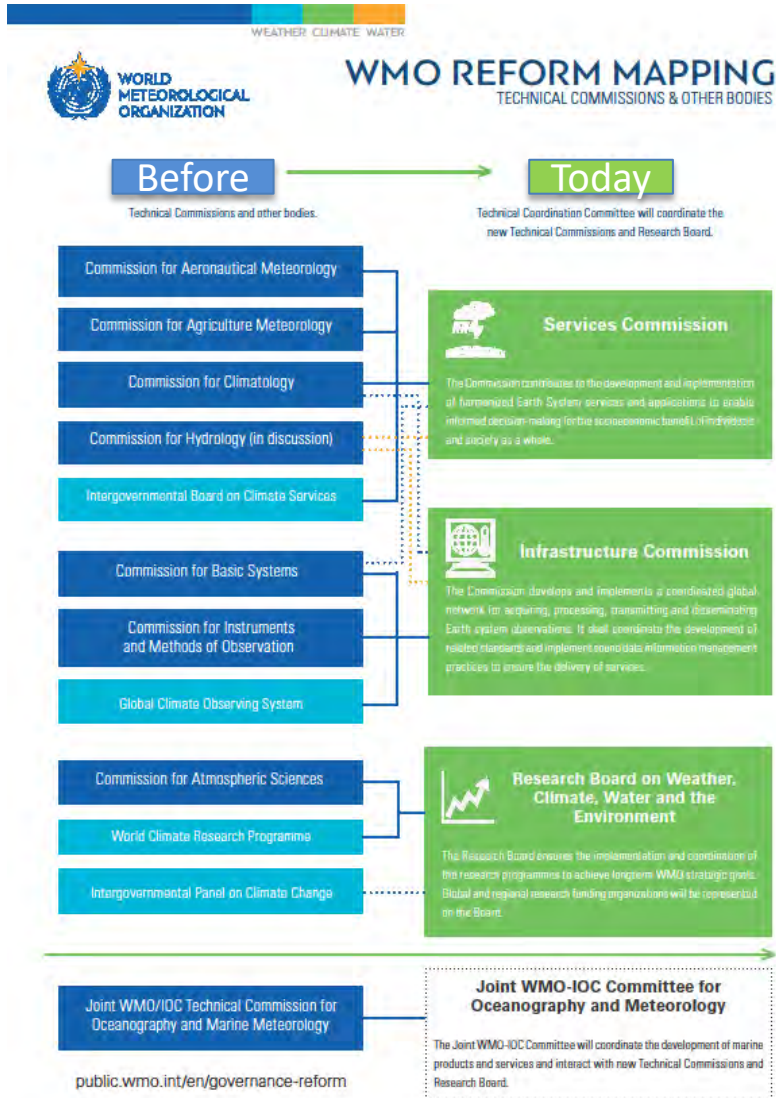 WEATHER CLIMATE WATER
WORLD
METEOROLOGICAL
ORGANIZATION
WMO REFORM MAPPING
TECHNICAL COMMISSIONS & OTHER BODIES
Before
Today
Technical Commissions and other bodies.
Technical Coordination Committee will coordinate the
new Technical Commissions and Research Board.
Commission for Aeronautical Meteorology
Commission for Agriculture Meteorology
Commission for Climatology
Commission for Hydrology (in discussion)
Intergovernmental Board on Climate Services
Services Commission
The Commission contributes to the development and implementation
of harmonized Earth System services and applications to enable
informed decision-making for the socioeconomic benefit of individuals
and society as a whole.
Commission for Basic Systems
Commission for Instruments
and Methods of Observation
Global Climate Observing System
Infrastructure Commission
The Commission develops and implements a coordinated global
network for acquiring, processing, transmitting and disseminating
Earth system observations. It shall coordinate the development of
related standards and implement sound data information management
practices to ensure the delivery of services.
Commission for Atmospheric Sciences
World Climate Research Programme
Intergovernmental Panel on Climate Change
Research Board on Weather,
Climate, Water and the
Environment
The Research Board ensures the implementation and coordination of
the research programmes to achieve long-term WMO strategic goals.
Global and regional research funding organizations will be represented
on the Board.
Joint WMO/IOC Technical Commission for
Oceanography and Marine Meteorology
Joint WMO-IOC Committee for
Oceanography and Meteorology
The Joint WMO-IOC Committee will coordinate the development of marine
products and services and interact with new Technical Commissions and
Research Board.
public.wmo.int/en/governance-reform